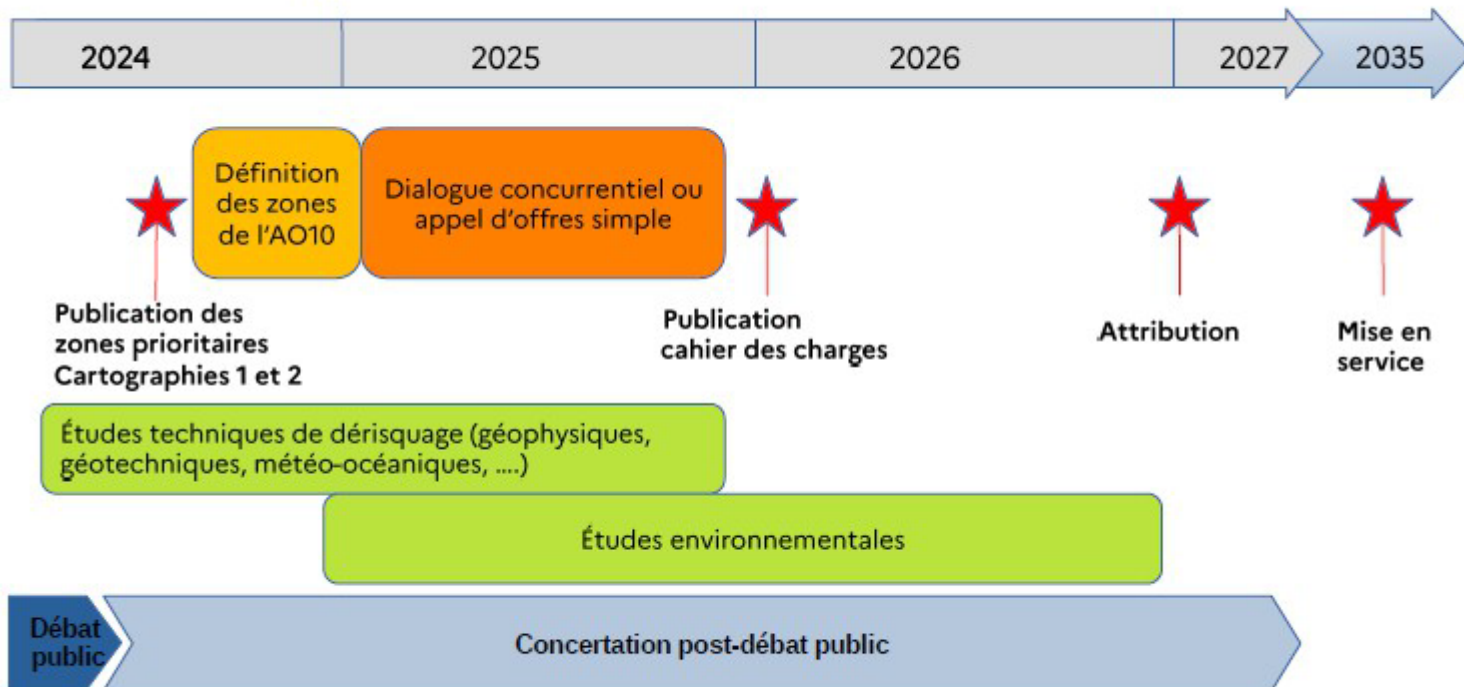 2024 2025 2026 2027 2035
Définition
des zones
de l'AO10
Dialogue concurrentiel ou
appel d'offres simple
Publication des
zones prioritaires
Cartographies 1 et 2
Publication
cahier des charges
.Attribution
Mise en
service
Études techniques de dérisquage (géophysiques,
géotechniques, météo-océaniques, ....)
Études environnementales
Débat
public
Concertation post-débat public